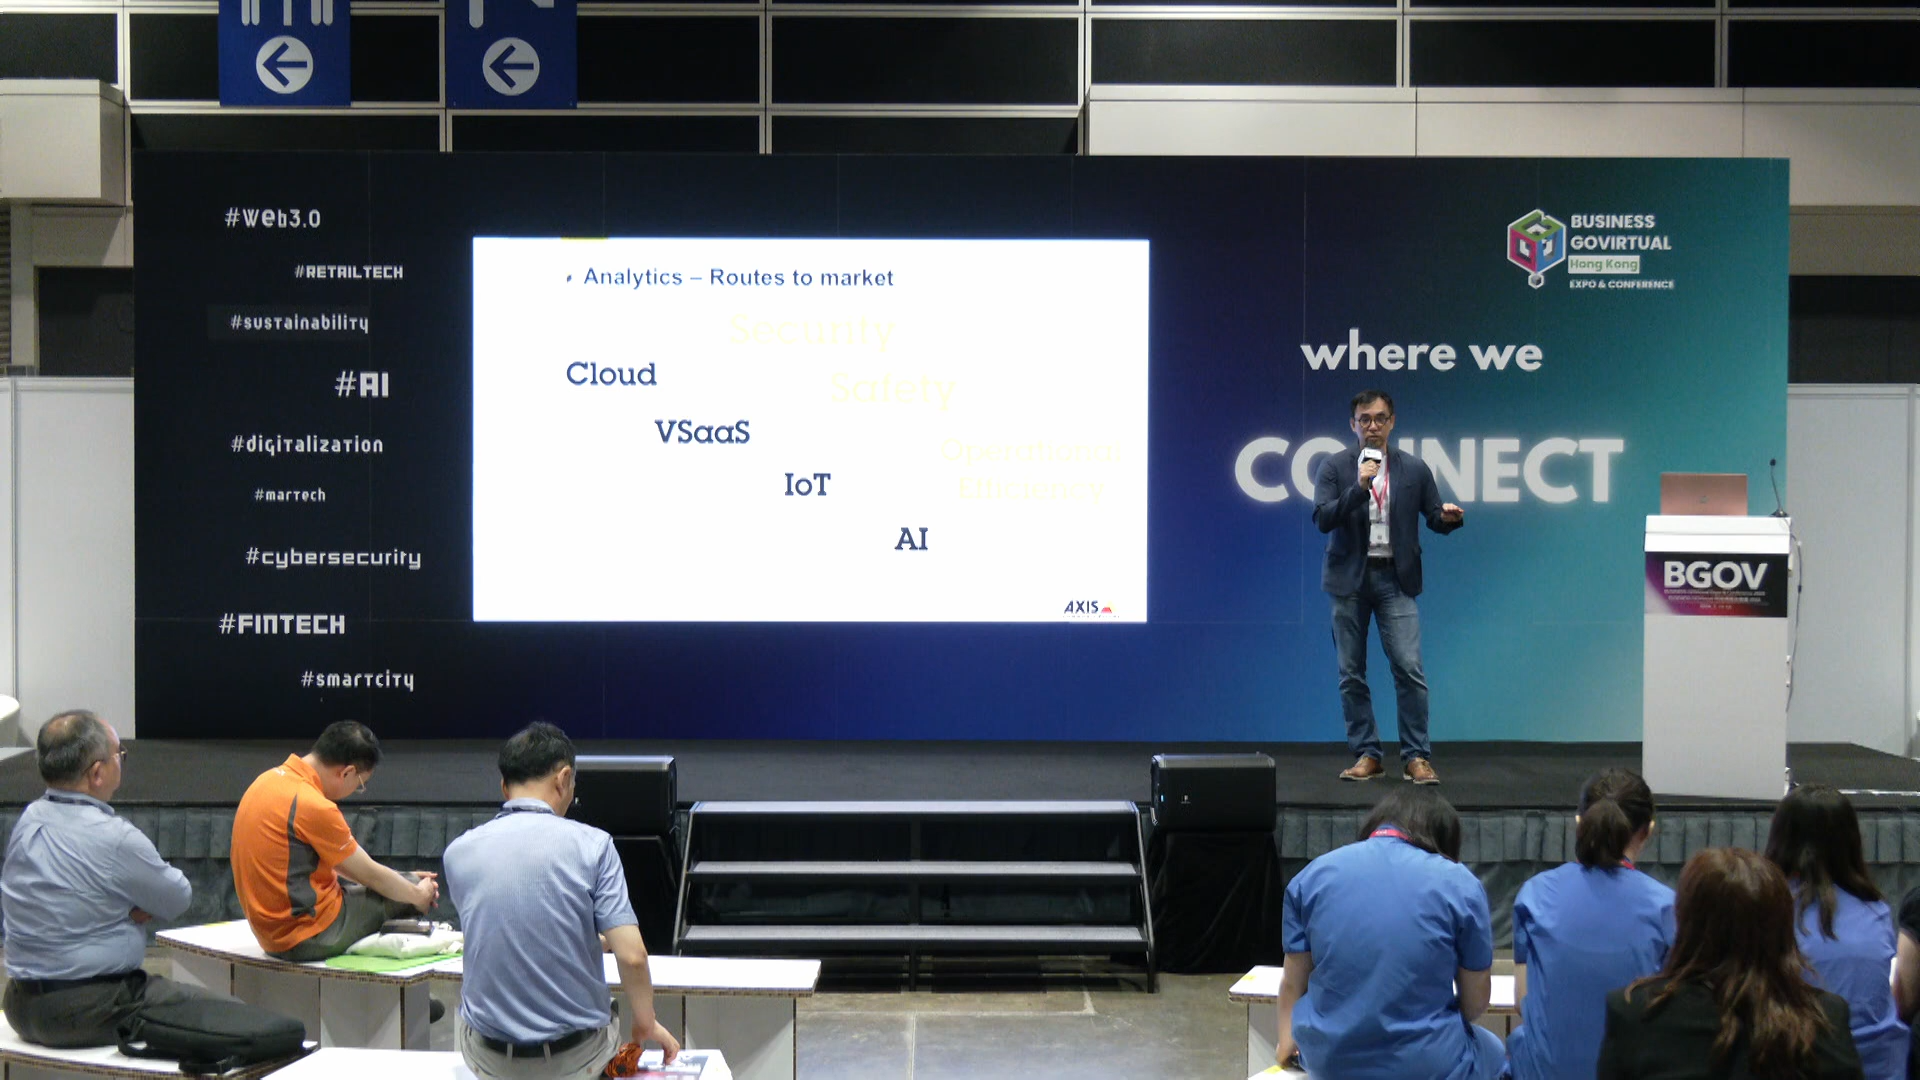 #Web3.0
#RETAILTECH
#sustainability
#AI
#digitalization
#martech
#cybersecurity
#FINTECH
#smartcity
Analytics – Routes to market
Security
Cloud
Safety
VSaaS
Operational
Efficiency
IoT
AI
AXIS
BUSINESS
GOVIRTUAL
Hong Kong
EXPO & CONFERENCE
where we
CONNECT
BGOV